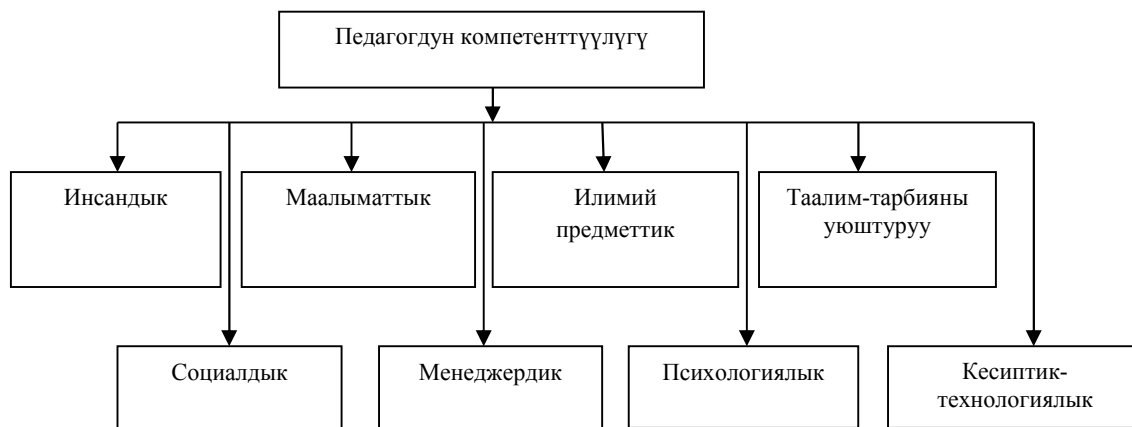 Педагогдун компетенттүүлүгү
Инсандык
Маалыматтык
Илимий
предметтик
Таалим-тарбияны
уюштуруу
Социалдык
Менеджердик
Психологиялык
Кесиптик-
технологиялык